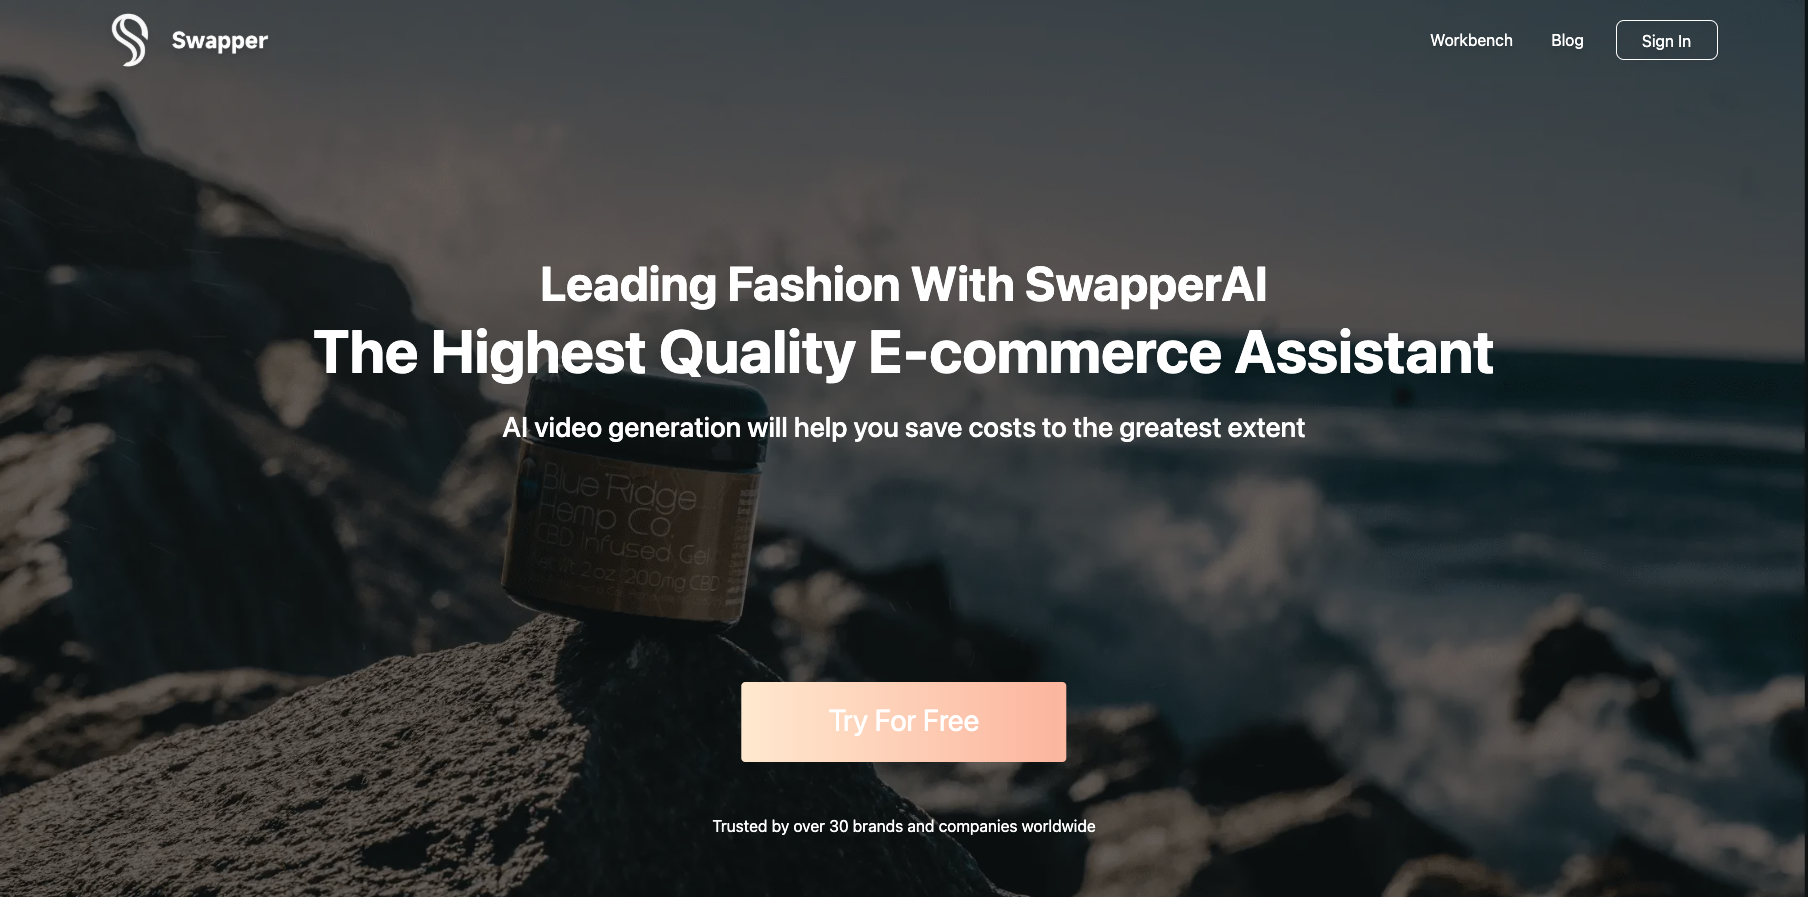 Swapper
Workbench
Blog
Sign In
Leading Fashion With SwapperAI
The Highest Quality E-commerce Assistant
AI video generation will help you save costs to the greatest extent
Blue Ridge
Hemp Co.
CBD Infused Gel
2oz 200mg CBD
Try For Free
Trusted by over 30 brands and companies worldwide